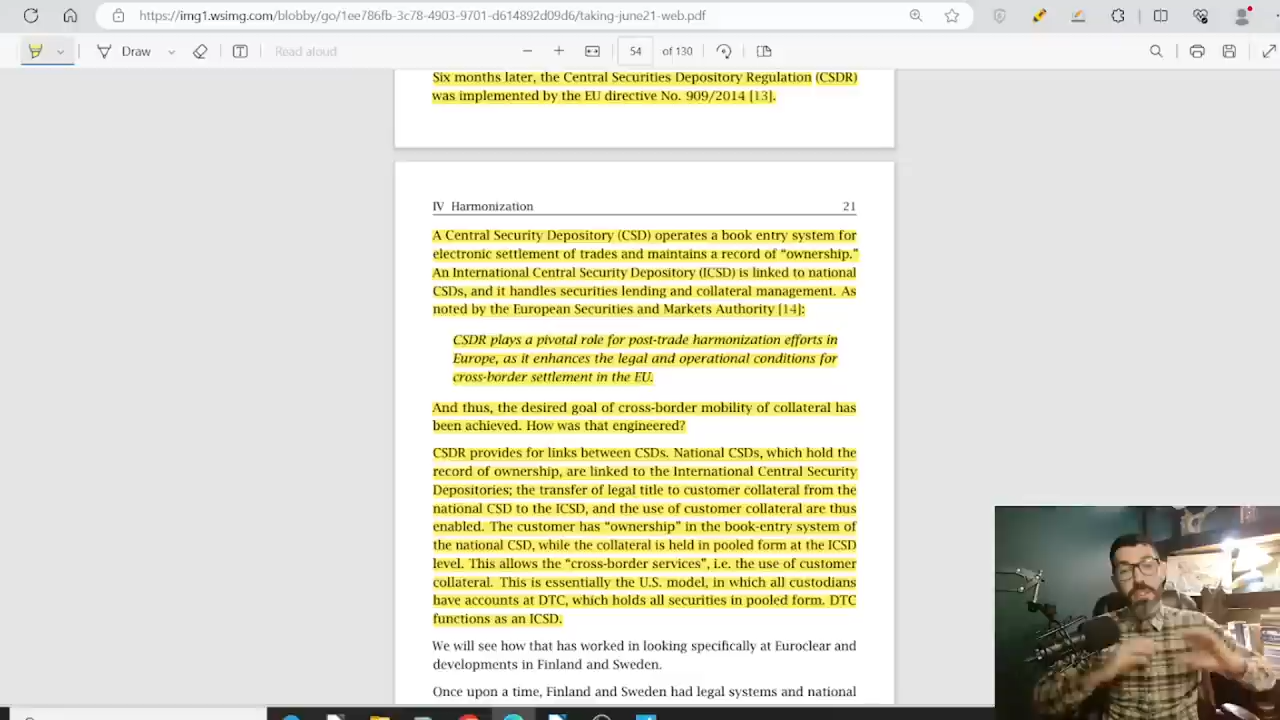 https://img1.wsimg.com/blobby/go/1ee786fb-3c78-4903-9701-d614892d09d6/taking-june21-web.pdf
Draw
Read aloud
54
of 130
Six months later, the Central Securities Depository Regulation (CSDR)
was implemented by the EU directive No. 909/2014 [13].
IV Harmonization 21
A Central Security Depository (CSD) operates a book entry system for
electronic settlement of trades and maintains a record of “ownership.”
An International Central Security Depository (ICSD) is linked to national
CSDs, and it handles securities lending and collateral management. As
noted by the European Securities and Markets Authority [14]:
CSDR plays a pivotal role for post-trade harmonization efforts in
Europe, as it enhances the legal and operational conditions for
cross-border settlement in the EU.
And thus, the desired goal of cross-border mobility of collateral has
been achieved. How was that engineered?
CSDR provides for links between CSDs. National CSDs, which hold the
record of ownership, are linked to the International Central Security
Depositories; the transfer of legal title to customer collateral from the
national CSD to the ICSD, and the use of customer collateral are thus
enabled. The customer has “ownership” in the book-entry system of
the national CSD, while the collateral is held in pooled form at the ICSD
level. This allows the “cross-border services”, i.e. the use of customer
collateral. This is essentially the U.S. model, in which all custodians
have accounts at DTC, which holds all securities in pooled form. DTC
functions as an ICSD.
We will see how that has worked in looking specifically at Euroclear and
developments in Finland and Sweden.
Once upon a time, Finland and Sweden had legal systems and national